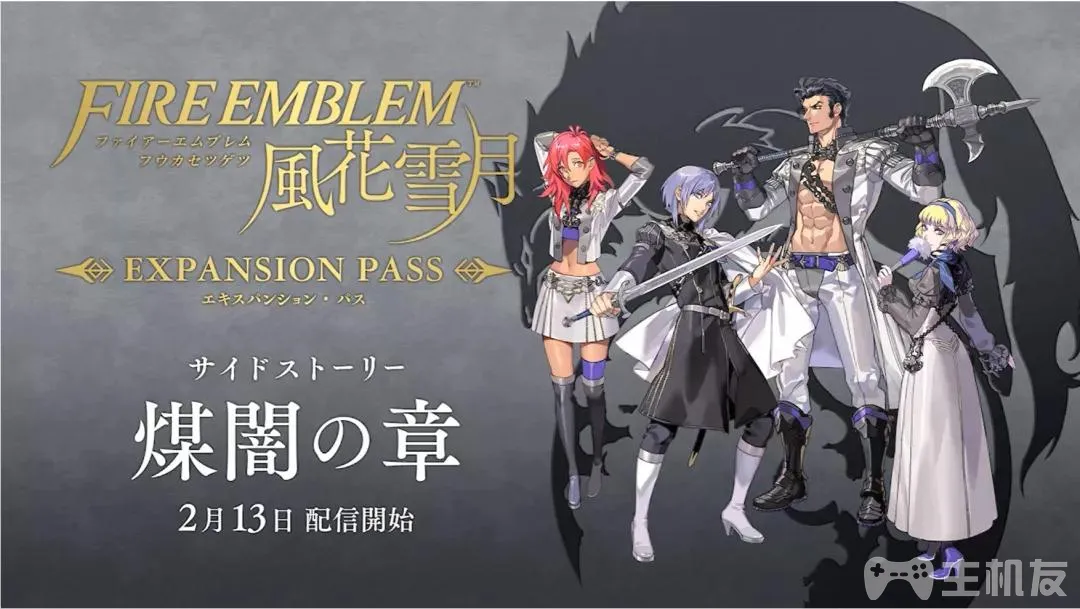 FIRE EMBLEM™
ファイアーエムブレム
フウカセツゲツ
風花雪月
EXPANSION PASS
エキスパンション・パス
サイドストーリー
煤闇の章
2月13日 配信開始
主机友